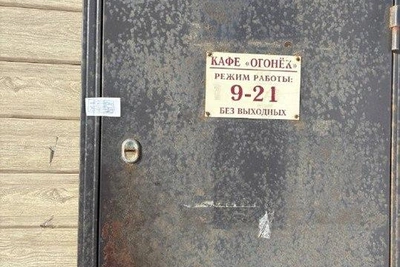 КАФЕ «ОГОНЁК»
РЕЖИМ РАБОТЫ:
9-21
БЕЗ ВЫХОДНЫХ